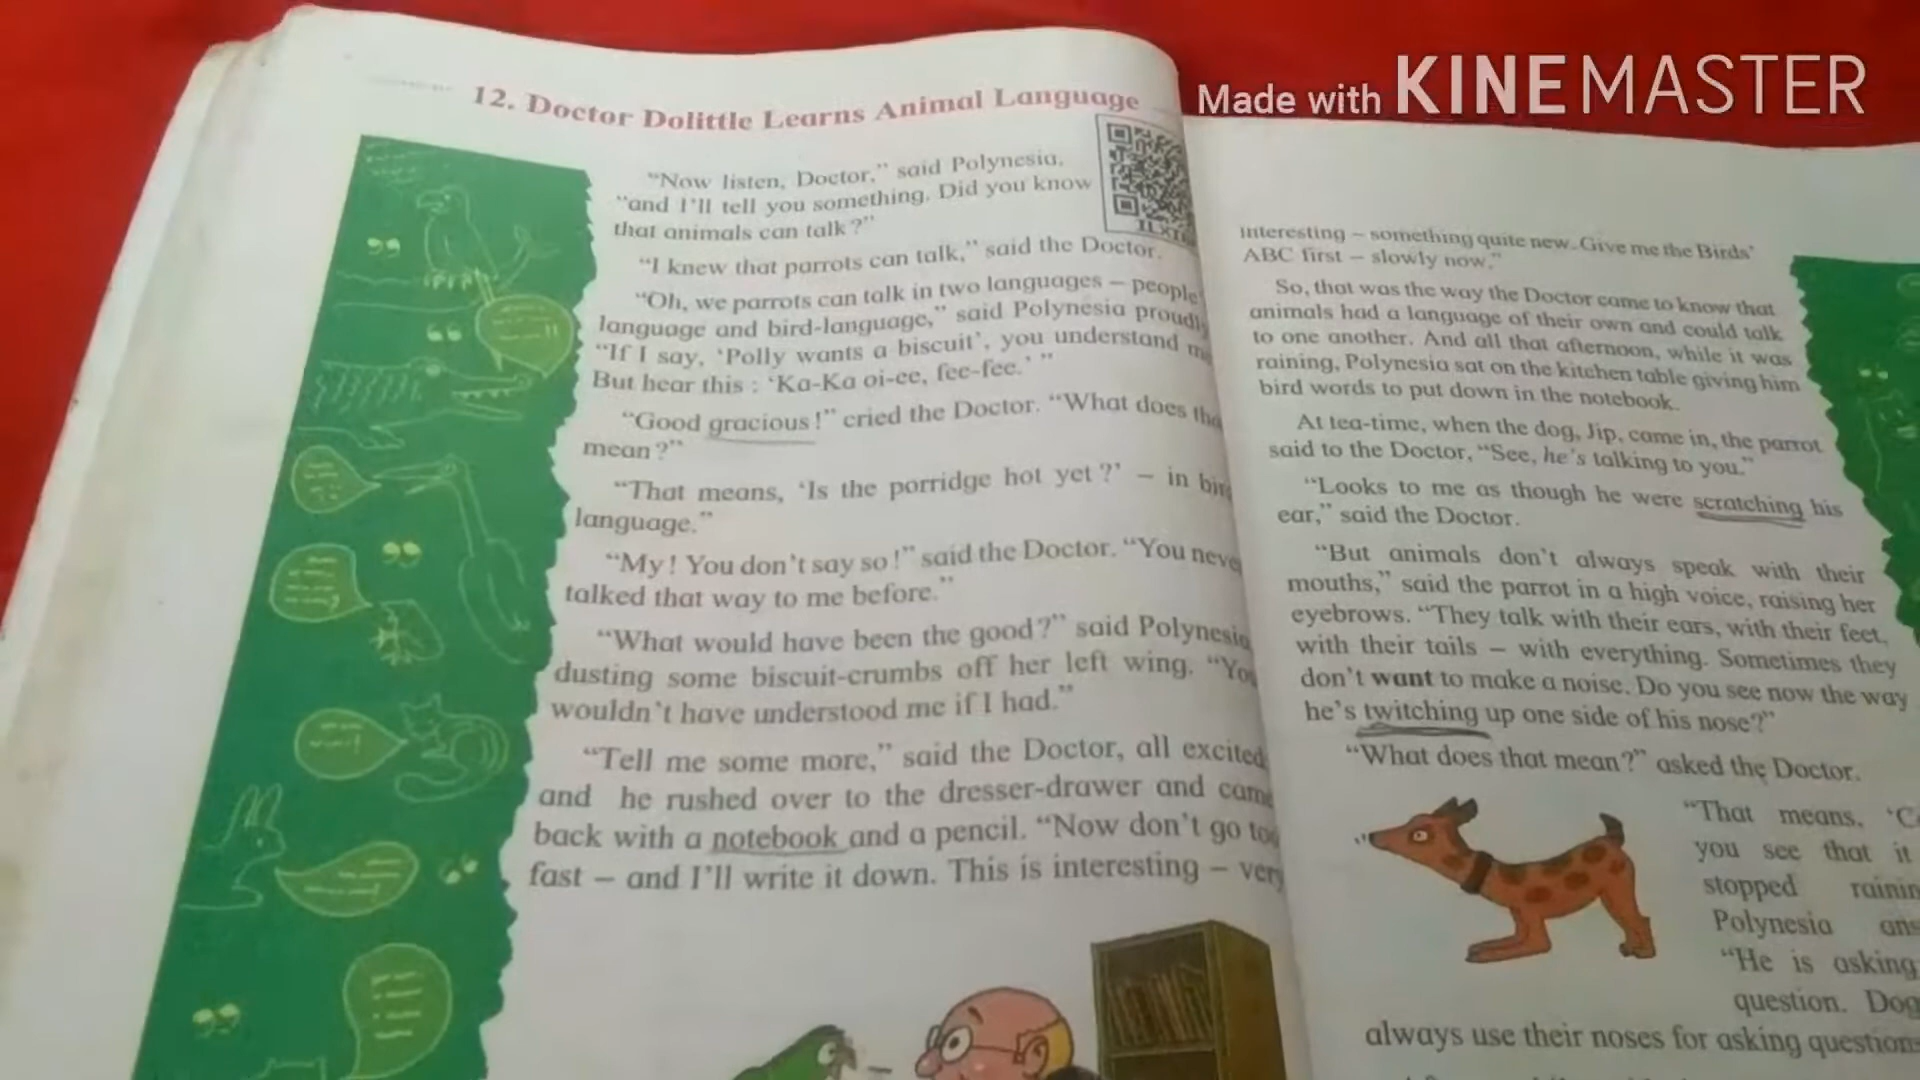 Made with KINEMASTER
12. Doctor Dolittle Learns Animal Language
"Now listen, Doctor," said Polynesia,
"and I'll tell you something. Did you know
that animals can talk?"
"I knew that parrots can talk," said the Doctor.
"Oh, we parrots can talk in two languages – people
language and bird-language," said Polynesia proudly
"If I say, 'Polly wants a biscuit', you understand
But hear this : 'Ka-Ka oi-ee, fee-fee.' "
"Good gracious!" cried the Doctor. "What does
mean?"
"That means, 'Is the porridge hot yet?' – in
language."
"My! You don't say so!" said the Doctor. "You
talked that way to me before."
"What would have been the good?" said Polynesia
dusting some biscuit-crumbs off her left wing.
wouldn't have understood me if I had."
"Tell me some more," said the Doctor, all excited
and he rushed over to the dresser-drawer and
back with a notebook and a pencil. "Now don't go
fast – and I'll write it down. This is interesting –
interesting – something quite new. Give me the Birds'
ABC first – slowly now."
So, that was the way the Doctor came to know that
animals had a language of their own and could talk
to one another. And all that afternoon, while it was
raining, Polynesia sat on the kitchen table giving him
bird words to put down in the notebook.
At tea-time, when the dog, Jip, came in, the parrot
said to the Doctor, "See, he's talking to you."
"Looks to me as though he were scratching his
ear," said the Doctor.
"But animals don't always speak with their
mouths," said the parrot in a high voice, raising her
eyebrows. "They talk with their ears, with their feet,
with their tails – with everything. Sometimes they
don't want to make a noise. Do you see now the way
he's twitching up one side of his nose?"
"What does that mean?" asked the Doctor.
"That means,
you see that it
stopped
Polynesia
"He is asking
question.
always use their noses for asking